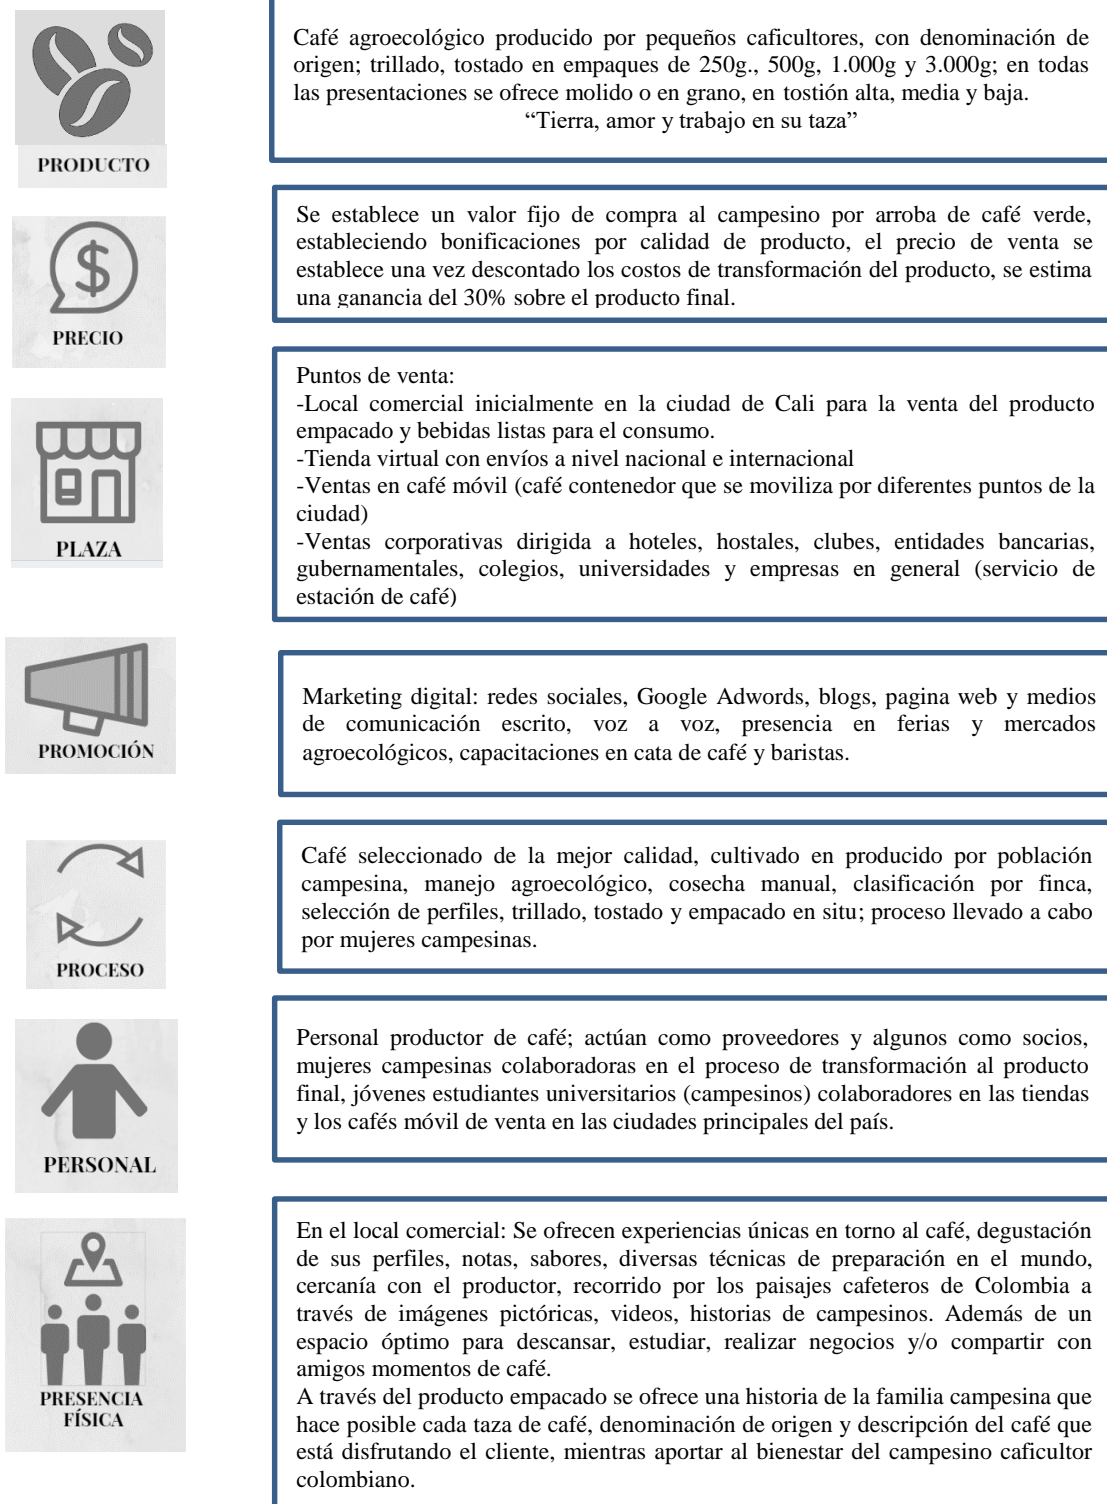 Café agroecológico producido por pequeños caficultores, con denominación de
origen; trillado, tostado en empaques de 250g., 500g, 1.000g y 3.000g; en todas
las presentaciones se ofrece molido o en grano, en tostión alta, media y baja.
“Tierra, amor y trabajo en su taza”
PRODUCTO
Se establece un valor fijo de compra al campesino por arroba de café verde,
estableciendo bonificaciones por calidad de producto, el precio de venta se
establece una vez descontado los costos de transformación del producto, se estima
una ganancia del 30% sobre el producto final.
PRECIO
Puntos de venta:
-Local comercial inicialmente en la ciudad de Cali para la venta del producto
empacado y bebidas listas para el consumo.
-Tienda virtual con envíos a nivel nacional e internacional
-Ventas en café móvil (café contenedor que se moviliza por diferentes puntos de la
ciudad)
-Ventas corporativas dirigida a hoteles, hostales, clubes, entidades bancarias,
gubernamentales, colegios, universidades y empresas en general (servicio de
estación de café)
PLAZA
Marketing digital: redes sociales, Google Adwords, blogs, pagina web y medios
de comunicación escrito, voz a voz, presencia en ferias y mercados
agroecológicos, capacitaciones en cata de café y baristas.
PROMOCIÓN
Café seleccionado de la mejor calidad, cultivado en producido por población
campesina, manejo agroecológico, cosecha manual, clasificación por finca,
selección de perfiles, trillado, tostado y empacado en situ; proceso llevado a cabo
por mujeres campesinas.
PROCESO
Personal productor de café; actúan como proveedores y algunos como socios,
mujeres campesinas colaboradoras en el proceso de transformación al producto
final, jóvenes estudiantes universitarios (campesinos) colaboradores en las tiendas
y los cafés móvil de venta en las ciudades principales del país.
PERSONAL
En el local comercial: Se ofrecen experiencias únicas en torno al café, degustación
de sus perfiles, notas, sabores, diversas técnicas de preparación en el mundo,
cercanía con el productor, recorrido por los paisajes cafeteros de Colombia a
través de imágenes pictóricas, videos, historias de campesinos. Además de un
espacio óptimo para descansar, estudiar, realizar negocios y/o compartir con
amigos momentos de café.
A través del producto empacado se ofrece una historia de la familia campesina que
hace posible cada taza de café, denominación de origen y descripción del café que
está disfrutando el cliente, mientras aportar al bienestar del campesino caficultor
colombiano.
PRESENCIA
FÍSICA